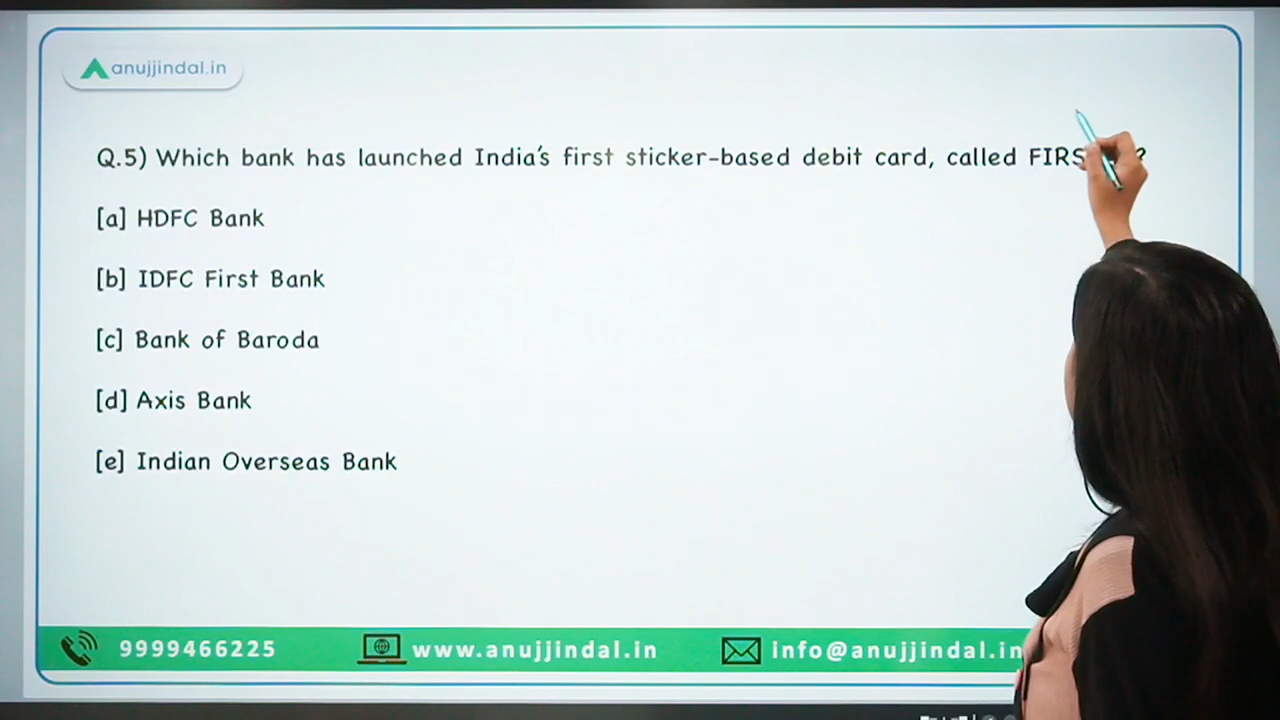 anujjindal.in
Q.5) Which bank has launched India's first sticker-based debit card, called FIRS ?
[a] HDFC Bank
[b] IDFC First Bank
[c] Bank of Baroda
[d] Axis Bank
[e] Indian Overseas Bank
9999466225 www.anujjindal.in info@anujjindal.in